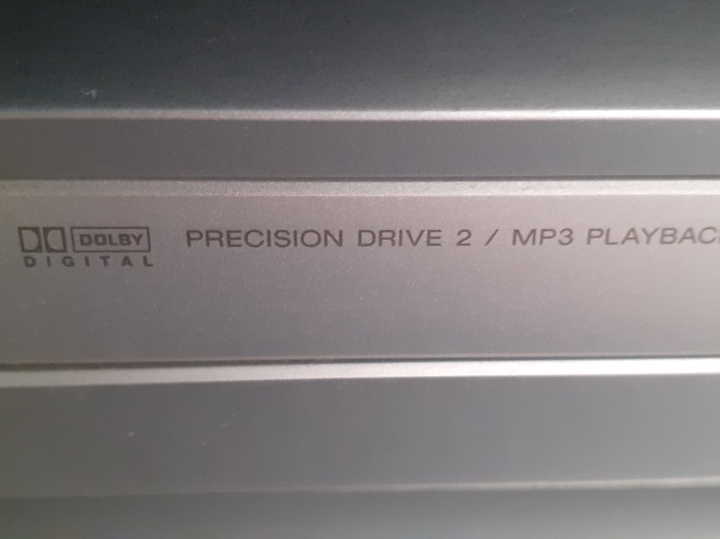 DOLBY
DIGITAL
PRECISION DRIVE 2 / MP3 PLAYBAC